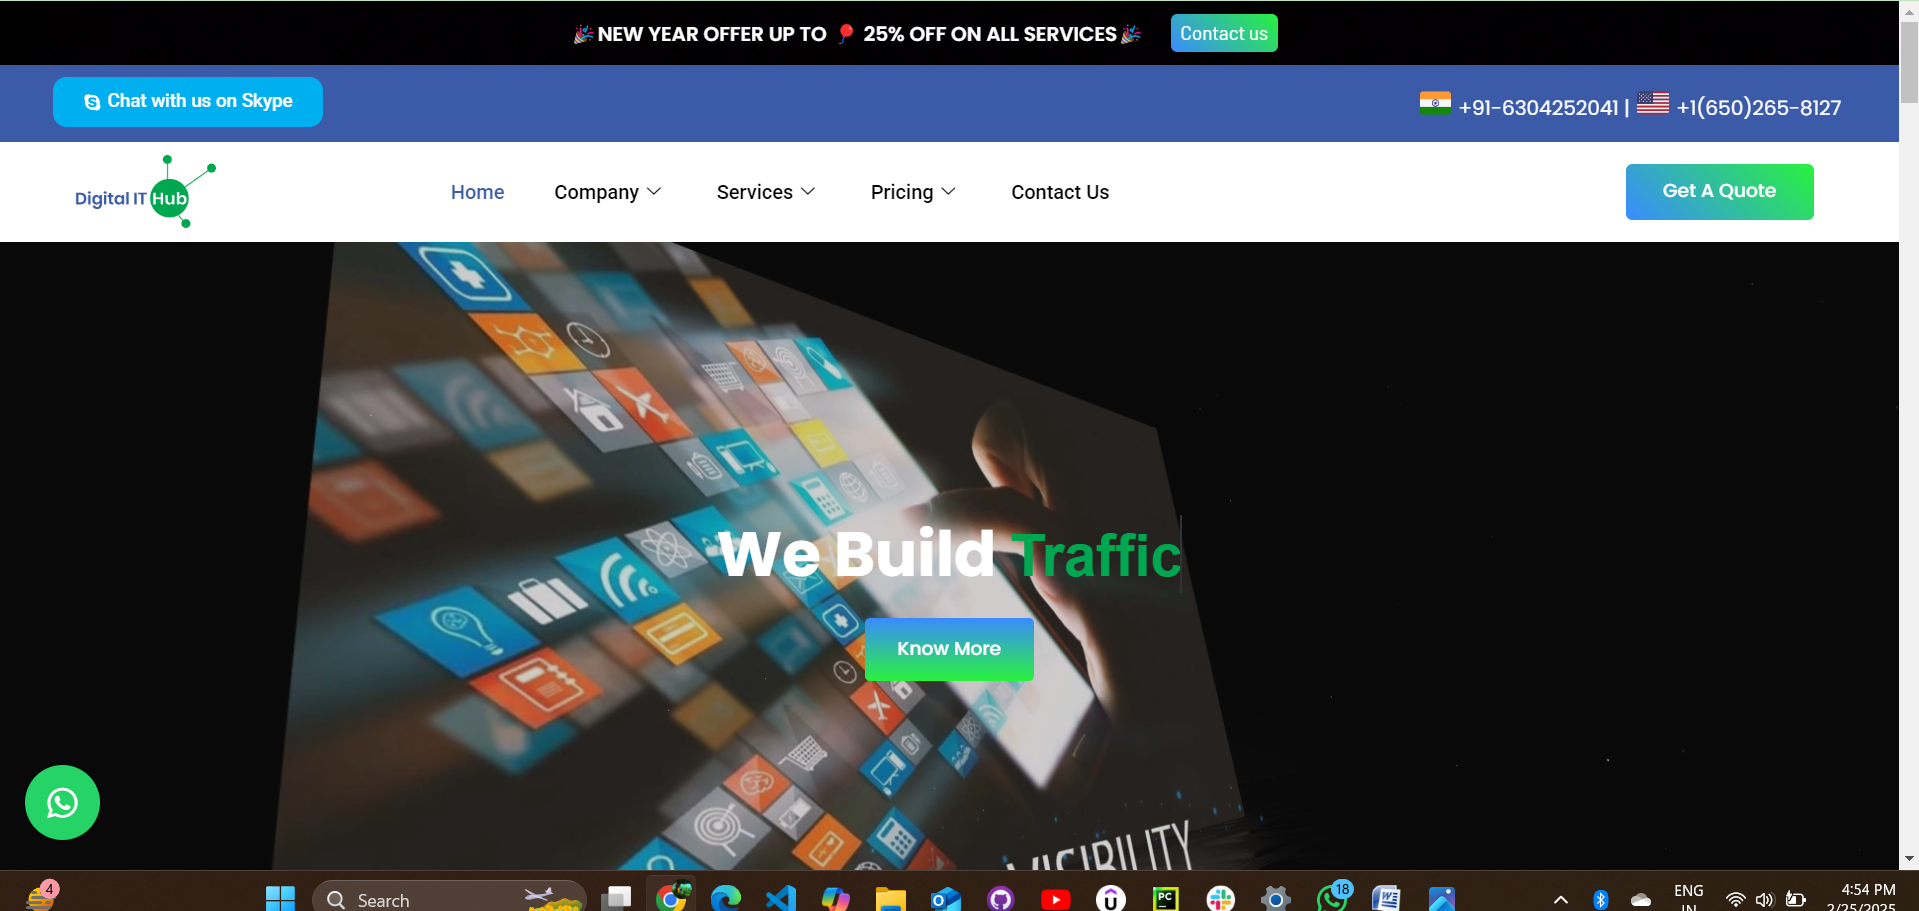 🎉 NEW YEAR OFFER UP TO 🎈 25% OFF ON ALL SERVICES 🎉 Contact us
Chat with us on Skype
+91-6304252041 | +1(650)265-8127
Digital IT Hub
Home Company Services Pricing Contact Us
Get A Quote
We Build Traffic
Know More
VISIBILITY
4
Search
PC
18
ENG
IN
4:54 PM
2/25/2025